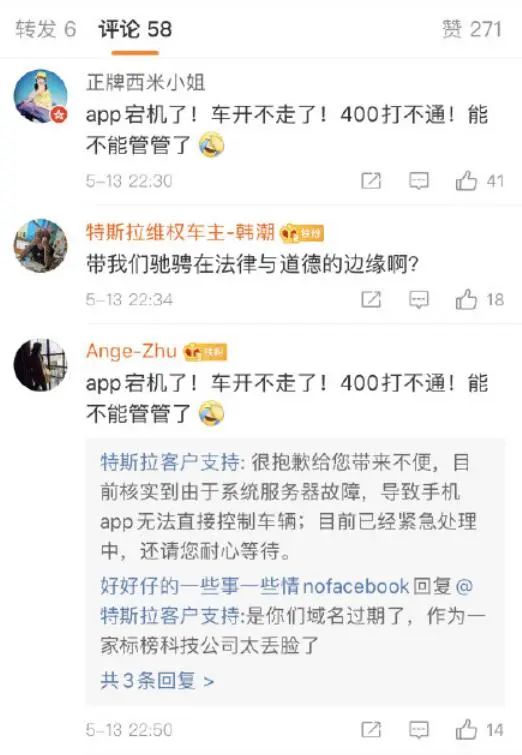 转发 6 评论 58 赞 271
正牌西米小姐
app宕机了！车开不走了！400打不通！能
不能管管了
5-13 22:30 41
特斯拉维权车主-韩潮 铁粉
带我们驰骋在法律与道德的边缘啊？
5-13 22:34 18
Ange-Zhu 铁粉
app宕机了！车开不走了！400打不通！能
不能管管了
特斯拉客户支持: 很抱歉给您带来不便，目
前核实到由于系统服务器故障，导致手机
app无法直接控制车辆；目前已经紧急处理
中，还请您耐心等待。
好好仔的一些事一些情nofacebook回复@
特斯拉客户支持:是你们域名过期了，作为一
家标榜科技公司太丢脸了
共3条回复 >
5-13 22:50 14